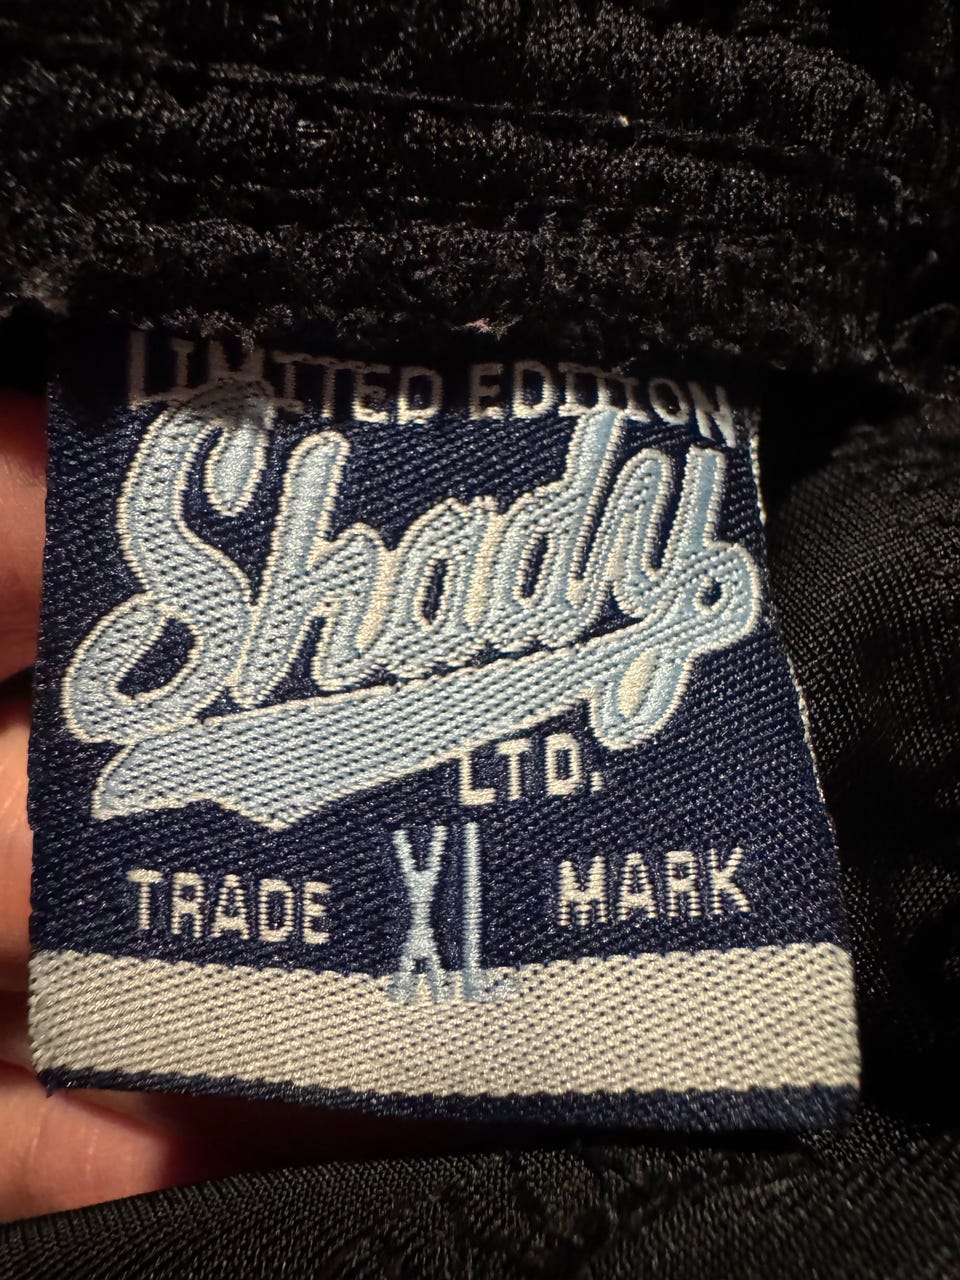 LIMITED EDITION
Shady
LTD.
TRADE XL MARK